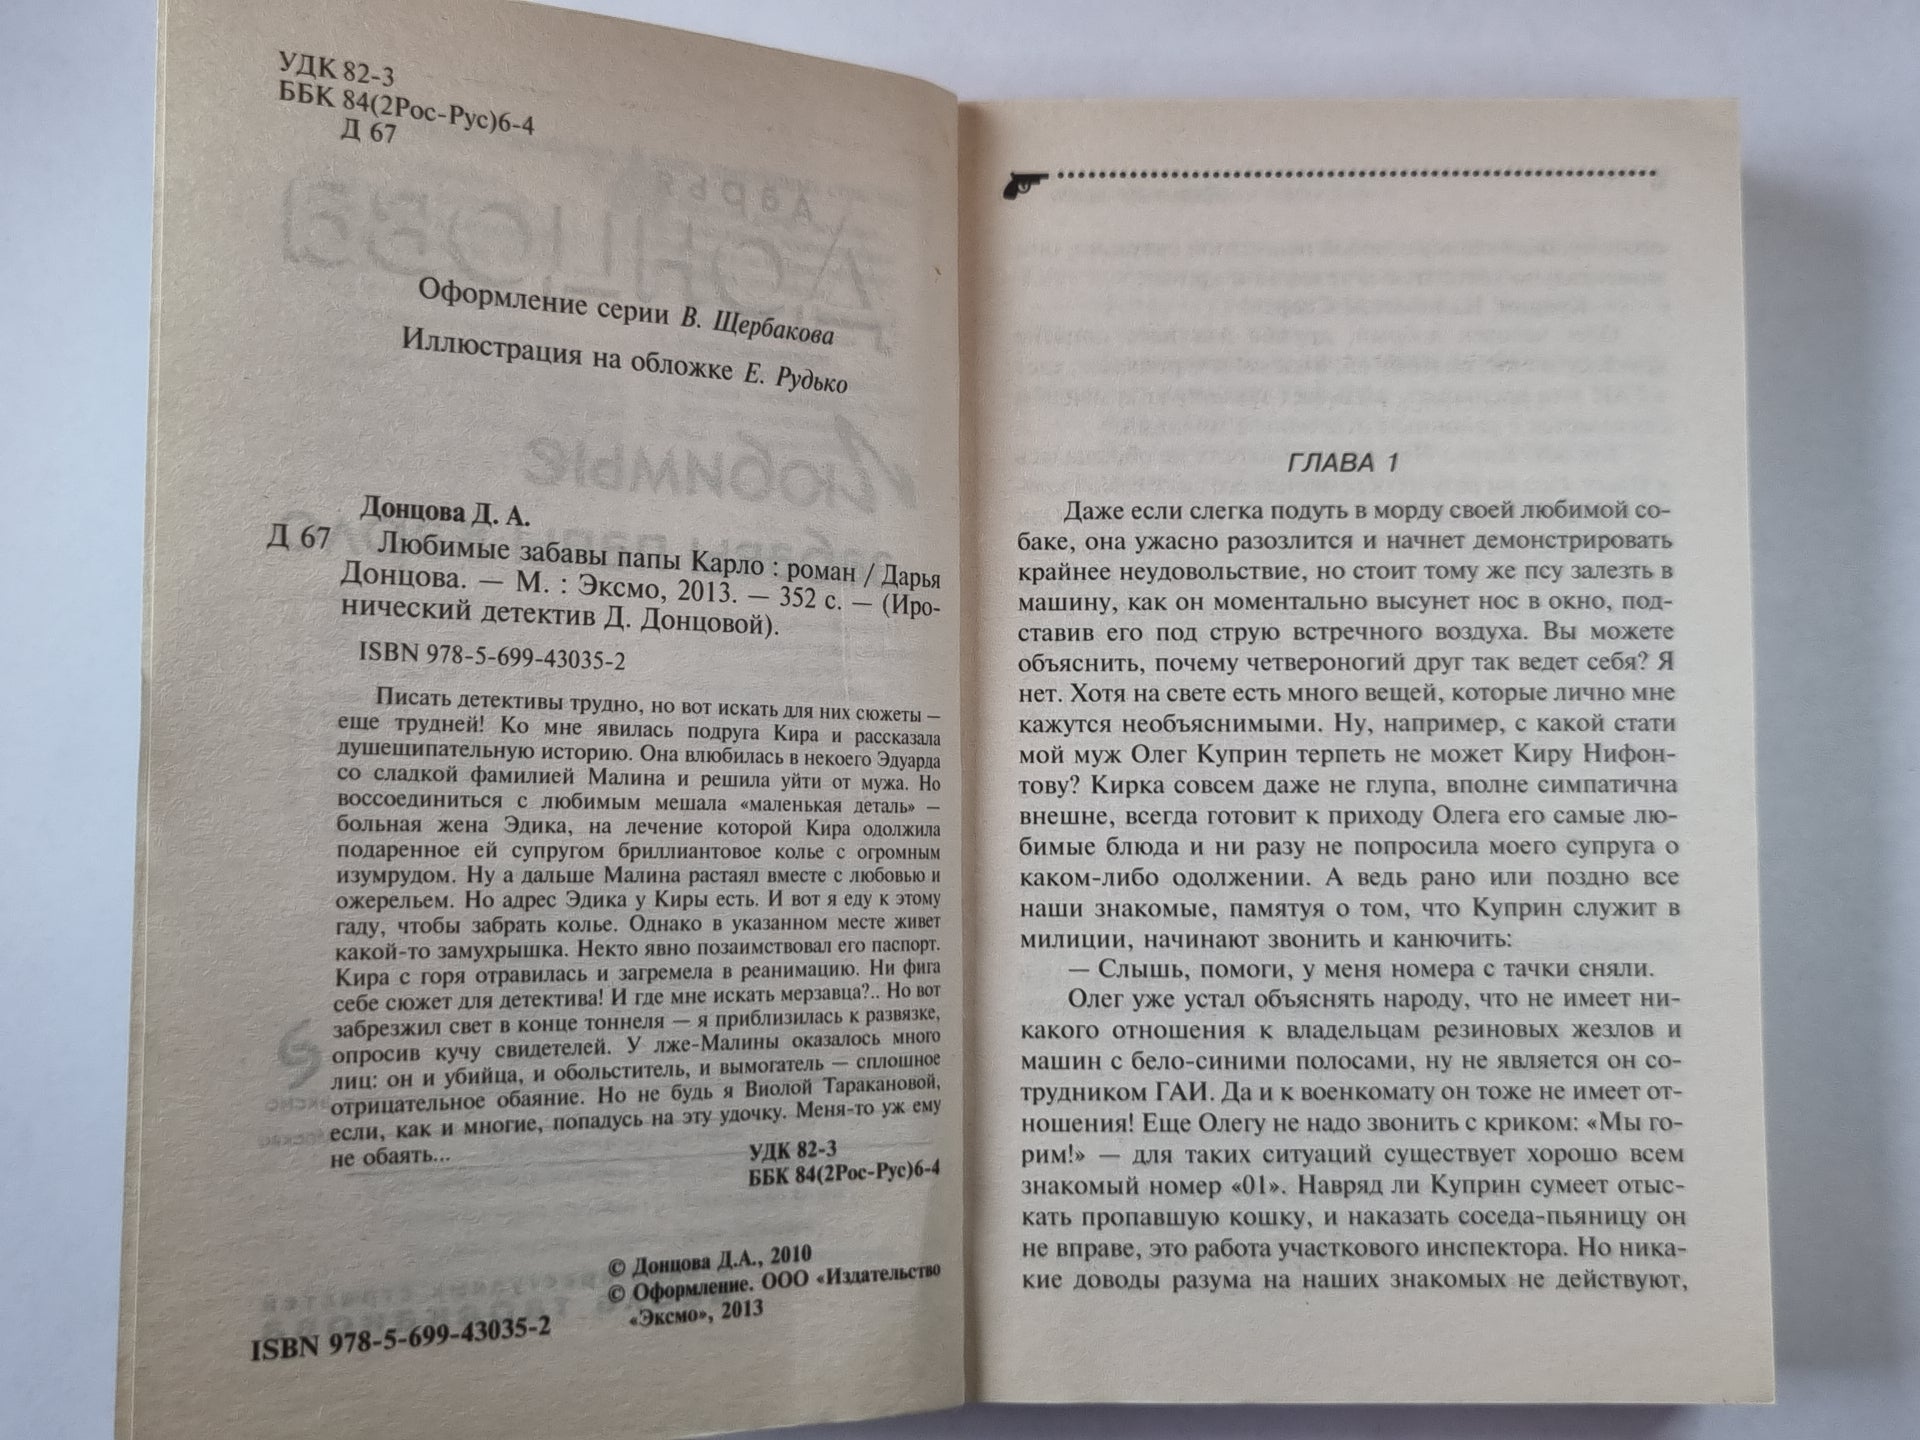 УДК 82-3
ББК 84(2Рос-Рус)6-4
Д 67
Оформление серии В. Щербакова
Иллюстрация на обложке Е. Рудько
Донцова Д. А.
Д 67 Любимые забавы папы Карло : роман / Дарья
Донцова. — М. : Эксмо, 2013. — 352 с. — (Иро-
нический детектив Д. Донцовой).
ISBN 978-5-699-43035-2
Писать детективы трудно, но вот искать для них сюжеты —
еще трудней! Ко мне явилась подруга Кира и рассказала
душещипательную историю. Она влюбилась в некоего Эдуарда
со сладкой фамилией Малина и решила уйти от мужа. Но
воссоединиться с любимым мешала «маленькая деталь» —
больная жена Эдика, на лечение которой Кира одолжила
подаренное ей супругом бриллиантовое колье с огромным
изумрудом. Ну а дальше Малина растаял вместе с любовью и
ожерельем. Но адрес Эдика у Киры есть. И вот я еду к этому
гаду, чтобы забрать колье. Однако в указанном месте живет
какой-то замухрышка. Некто явно позаимствовал его паспорт.
Кира с горя отравилась и загремела в реанимацию. Ни фига
себе сюжет для детектива! И где мне искать мерзавца?.. Но вот
забрезжил свет в конце тоннеля — я приблизилась к развязке,
опросив кучу свидетелей. У лже-Малины оказалось много
лиц: он и убийца, и обольститель, и вымогатель — сплошное
отрицательное обаяние. Но не будь я Виолой Таракановой,
если, как и многие, попадусь на эту удочку. Меня-то уж ему
не обаять...
УДК 82-3
ББК 84(2Рос-Рус)6-4
© Донцова Д.А., 2010
© Оформление. ООО «Издательство
«Эксмо», 2013
ISBN 978-5-699-43035-2
ГЛАВА 1
Даже если слегка подуть в морду своей любимой со-
баке, она ужасно разозлится и начнет демонстрировать
крайнее неудовольствие, но стоит тому же псу залезть в
машину, как он моментально высунет нос в окно, под-
ставив его под струю встречного воздуха. Вы можете
объяснить, почему четвероногий друг так ведет себя? Я
нет. Хотя на свете есть много вещей, которые лично мне
кажутся необъяснимыми. Ну, например, с какой стати
мой муж Олег Куприн терпеть не может Киру Нифон-
тову? Кирка совсем даже не глупа, вполне симпатична
внешне, всегда готовит к приходу Олега его самые лю-
бимые блюда и ни разу не попросила моего супруга о
каком-либо одолжении. А ведь рано или поздно все
наши знакомые, памятуя о том, что Куприн служит в
милиции, начинают звонить и канючить:
— Слышь, помоги, у меня номера с тачки сняли.
Олег уже устал объяснять народу, что не имеет ни-
какого отношения к владельцам резиновых жезлов и
машин с бело-синими полосами, ну не является он со-
трудником ГАИ. Да и к военкомату он тоже не имеет от-
ношения! Еще Олегу не надо звонить с криком: «Мы го-
рим!» — для таких ситуаций существует хорошо всем
знакомый номер «01». Навряд ли Куприн сумеет отыс-
кать пропавшую кошку, и наказать соседа-пьяницу он
не вправе, это работа участкового инспектора. Но ника-
кие доводы разума на наших знакомых не действуют,